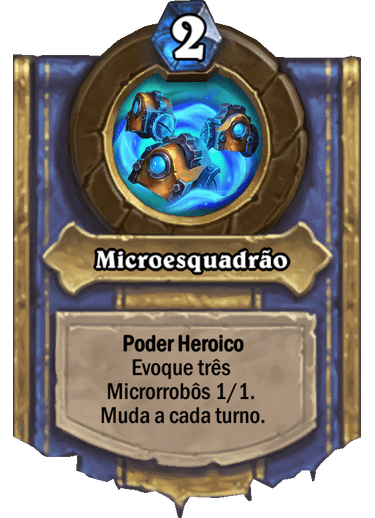 2
Microesquadrão
Poder Heroico
Evoque três
Microrrobôs 1/1.
Muda a cada turno.